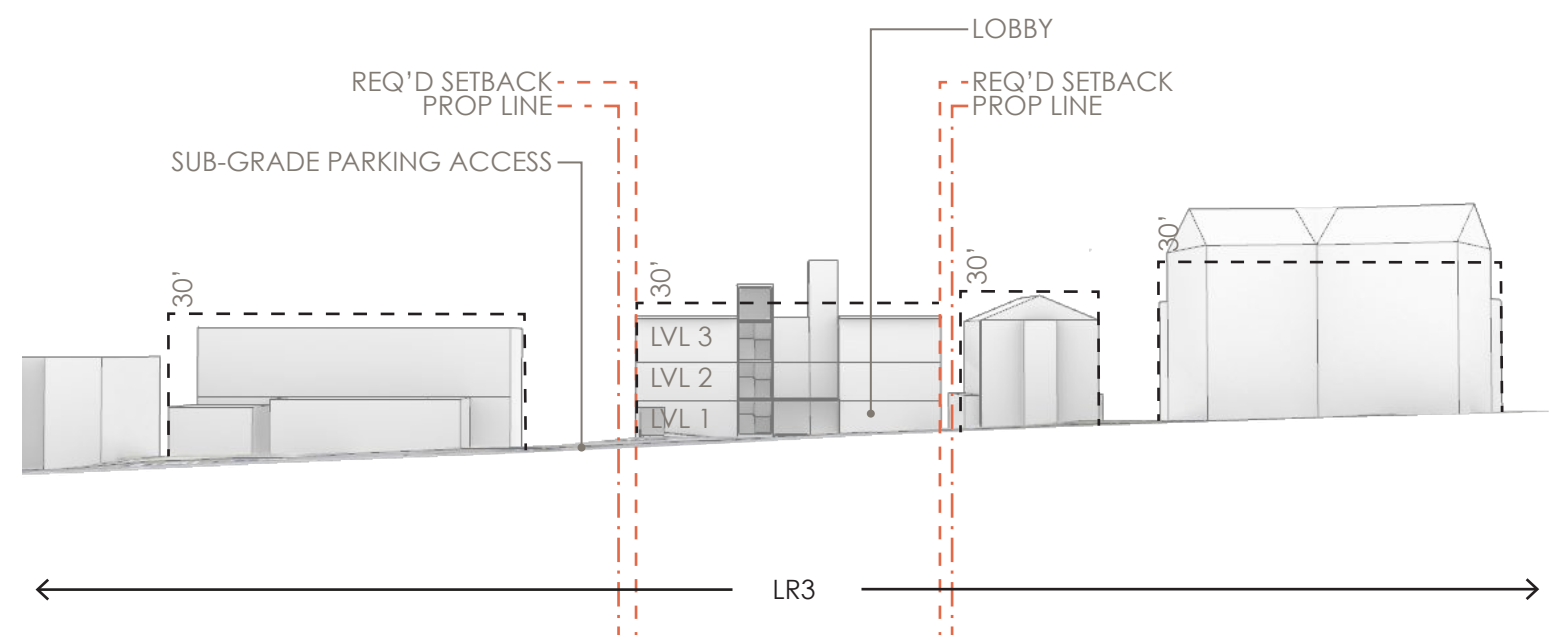 LOBBY
REQ'D SETBACK
PROP LINE
REQ'D SETBACK
PROP LINE
SUB-GRADE PARKING ACCESS
30'
30'
30'
30'
LVL 3
LVL 2
LVL 1
LR3